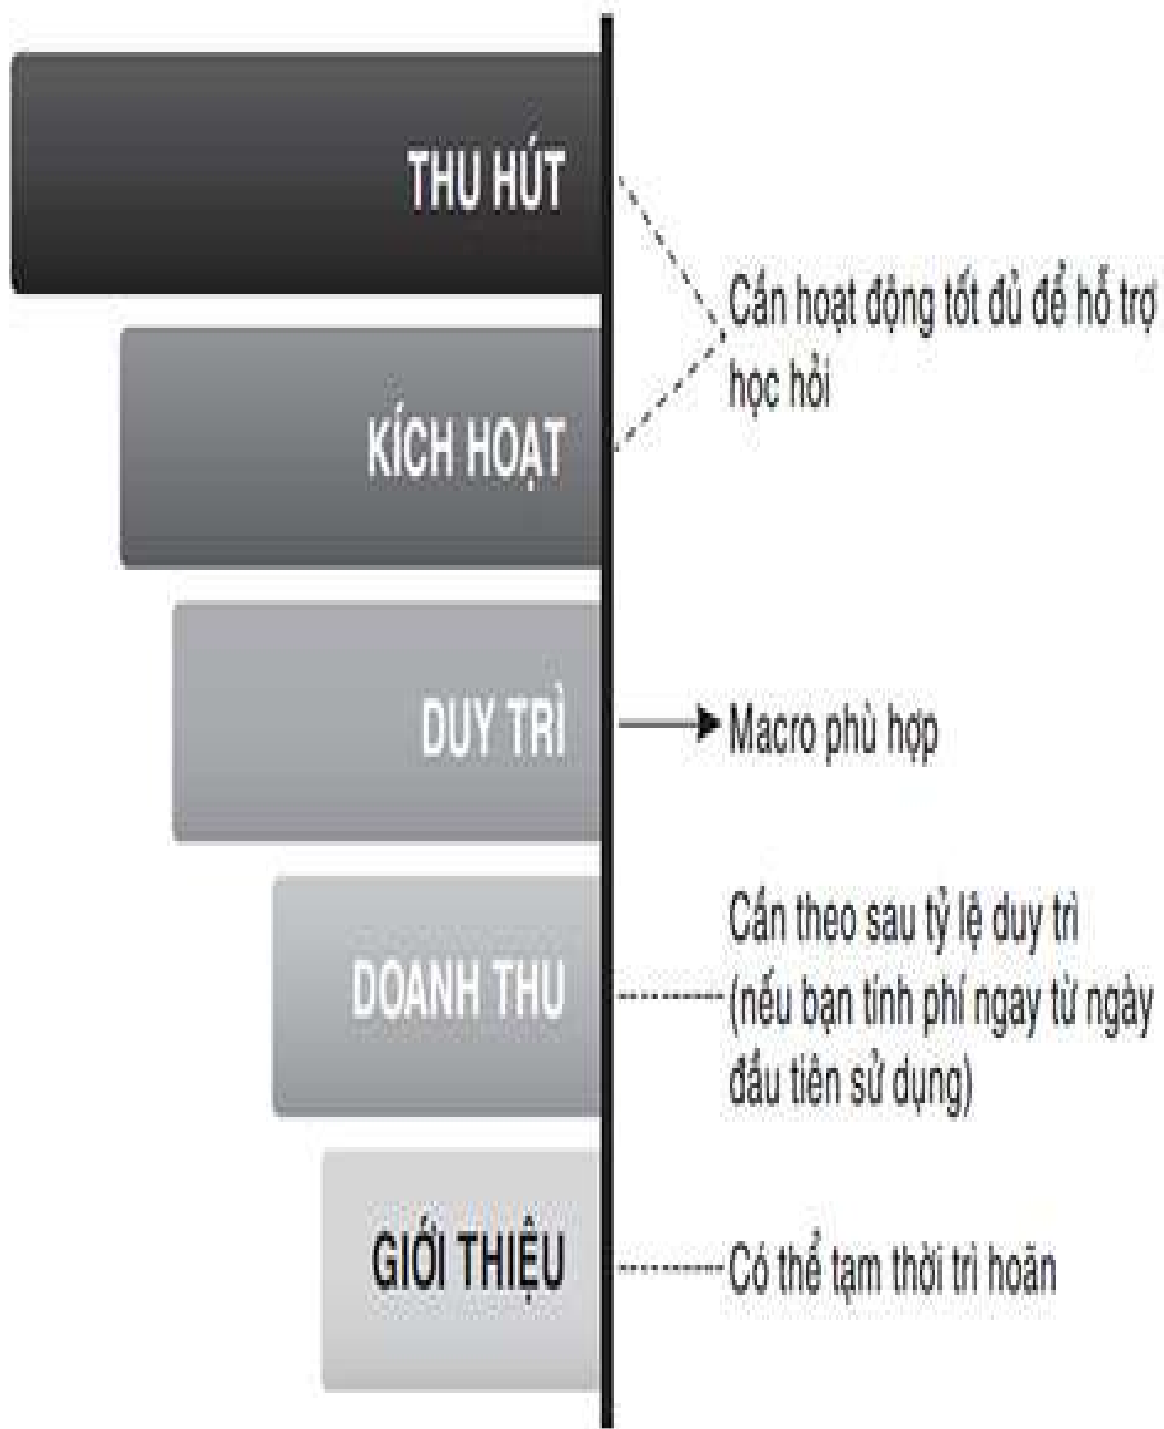 THU HÚT
Cần hoạt động tốt đủ để hỗ trợ
học hỏi
KÍCH HOẠT
DUY TRÌ
Macro phù hợp
DOANH THU
Cần theo sau tỷ lệ duy trì
(nếu bạn tính phí ngay từ ngày
đầu tiên sử dụng)
GIỚI THIỆU
Có thể tạm thời trì hoãn